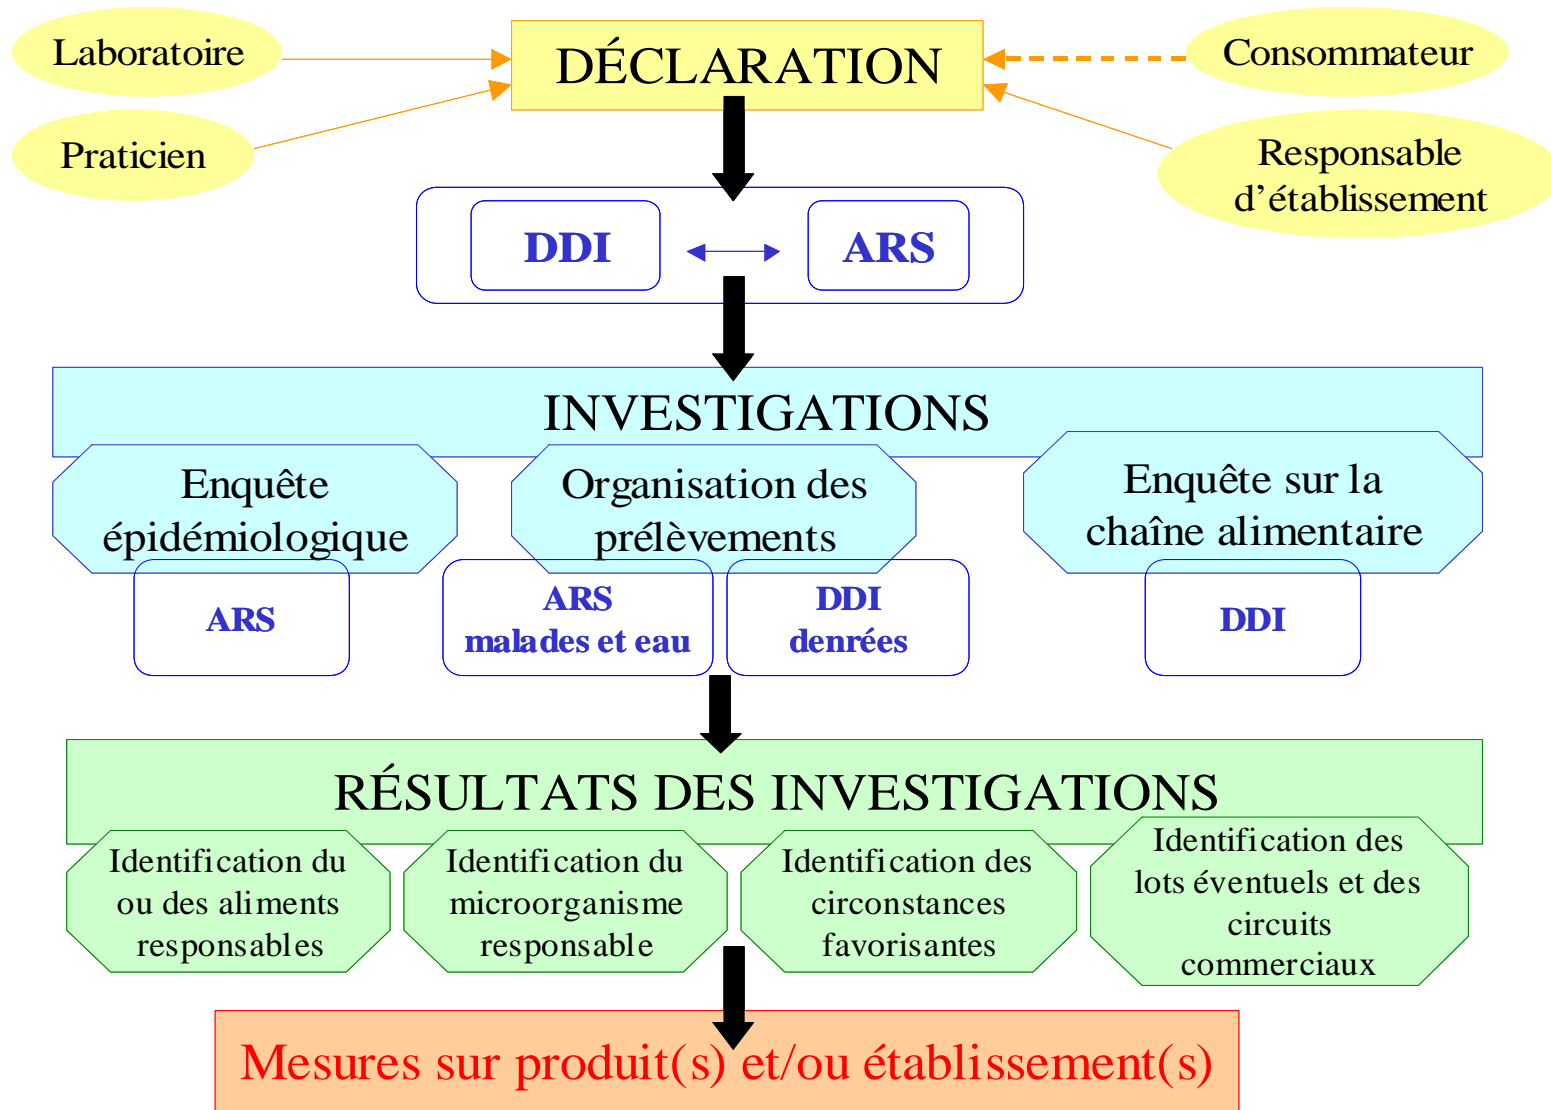 Laboratoire
DÉCLARATION
Consommateur
Praticien
Responsable
d’établissement
DDI
ARS
INVESTIGATIONS
Enquête
épidémiologique
Organisation des
prélèvements
Enquête sur la
chaîne alimentaire
ARS
ARS
malades et eau
DDI
denrées
DDI
RÉSULTATS DES INVESTIGATIONS
Identification du
ou des aliments
responsables
Identification du
microorganisme
responsable
Identification des
circonstances
favorisantes
Identification des
lots éventuels et des
circuits
commerciaux
Mesures sur produit(s) et/ou établissement(s)